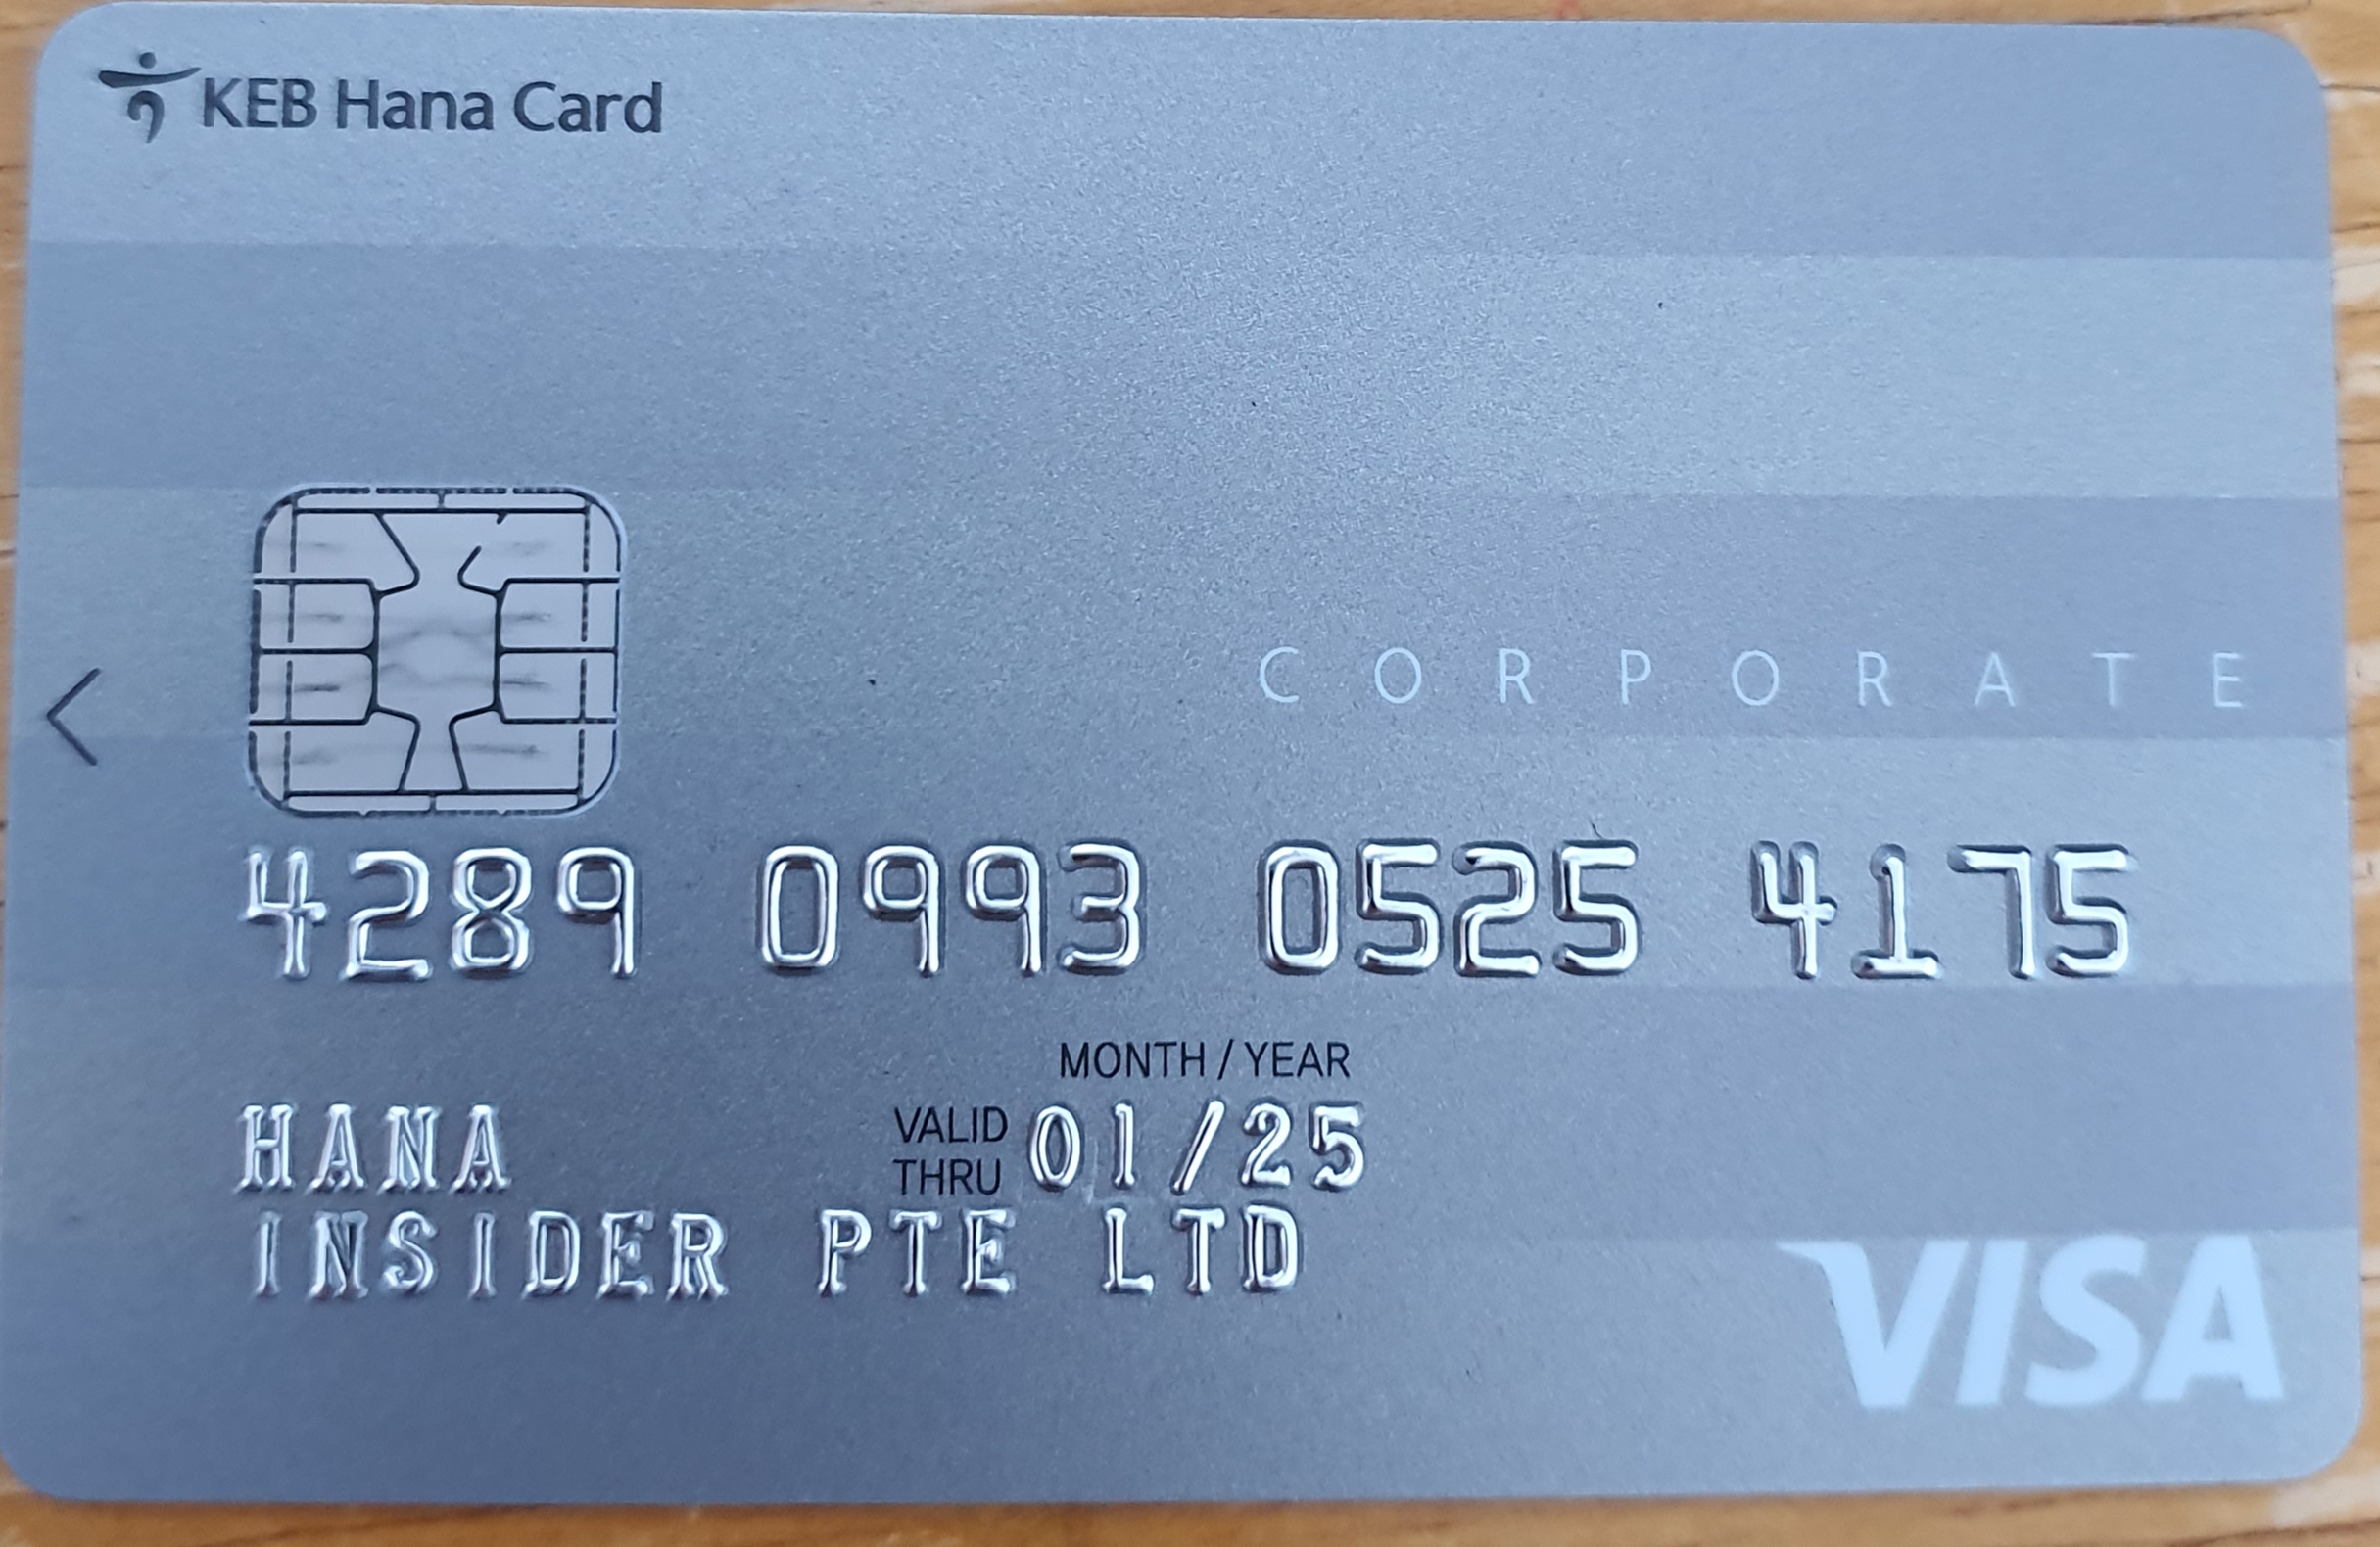 KEB Hana Card
CORPORATE
4289 0993 0525 4175
MONTH / YEAR
HANA VALID THRU 01/25
INSIDER PTE LTD
VISA